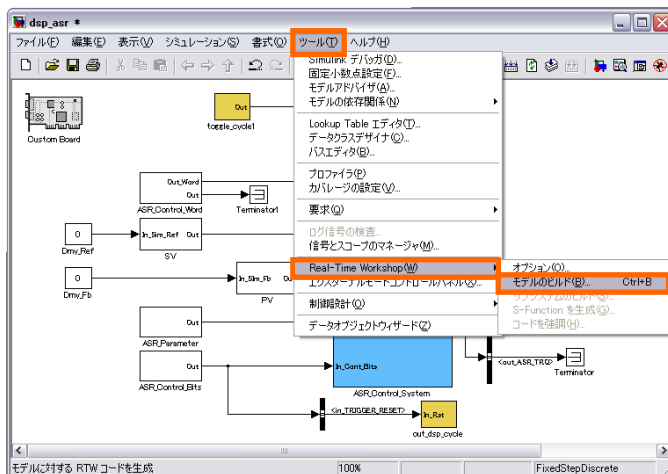 dsp_asr *
ファイル(F) 編集(E) 表示(V) シミュレーション(S) 書式(O) ツール(T) ヘルプ(H)
Simulink デバッガ(D)...
固定小数点設定(F)...
モデルアドバイザ(A)...
モデルの依存関係(N)
Lookup Table エディタ(T)...
データクラスデザイナ(C)...
バスエディタ(B)...
プロファイラ(P)
カバレージの設定(V)...
要求(Q)
ログ信号の検査...
信号とスコープのマネージャ(M)...
Real-Time Workshop(W)
エクスターナルモードコントロールパネル(X)...
制御設計(O)
データオブジェクトウィザード(Z)
オプション(O)...
モデルのビルド(B)... Ctrl+B
サブシステムのビルド(S)...
S-Function を生成(G)...
コードを強調(H)...
Custom Board
Out
toggle_cycle1
Out_Word
Out
ASR_Control_Word
Terminator1
0
Dmy_Ref
In_Sim_Ref Out
SV
0
Dmy_Fb
In_Sim_Fb Ou
PV
Out
ASR_Parameter
Out
ASR_Control_Bits
In_Cont_Bits
ASR_Control_System
<out_ASR_TRQ>
Terminator
<in_TRIGGER_RESET>
In_Rst
out_dsp_cycle
モデルに対する RTW コードを生成
100%
FixedStepDiscrete